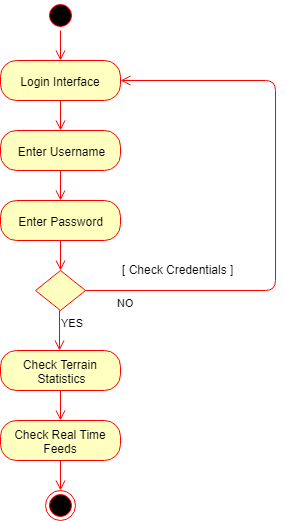 Login Interface
Enter Username
Enter Password
[ Check Credentials ]
NO
YES
Check Terrain
Statistics
Check Real Time
Feeds